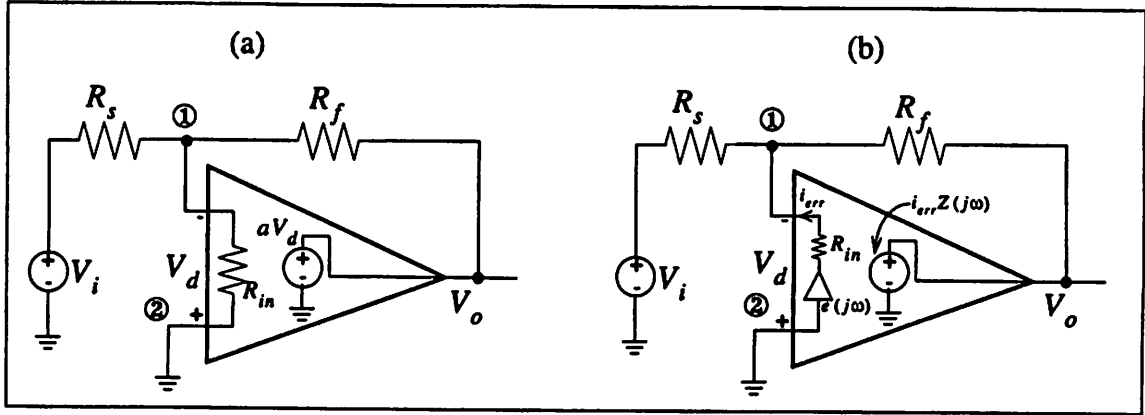 (a)
R_s
①
R_f
-
aV_d
+
-
V_d
R_in
②
+
+
-
V_i
V_o
(b)
R_s
①
R_f
i_err
-
i_err Z(jω)
R_in
+
-
V_d
②
+
e(jω)
+
-
V_i
V_o